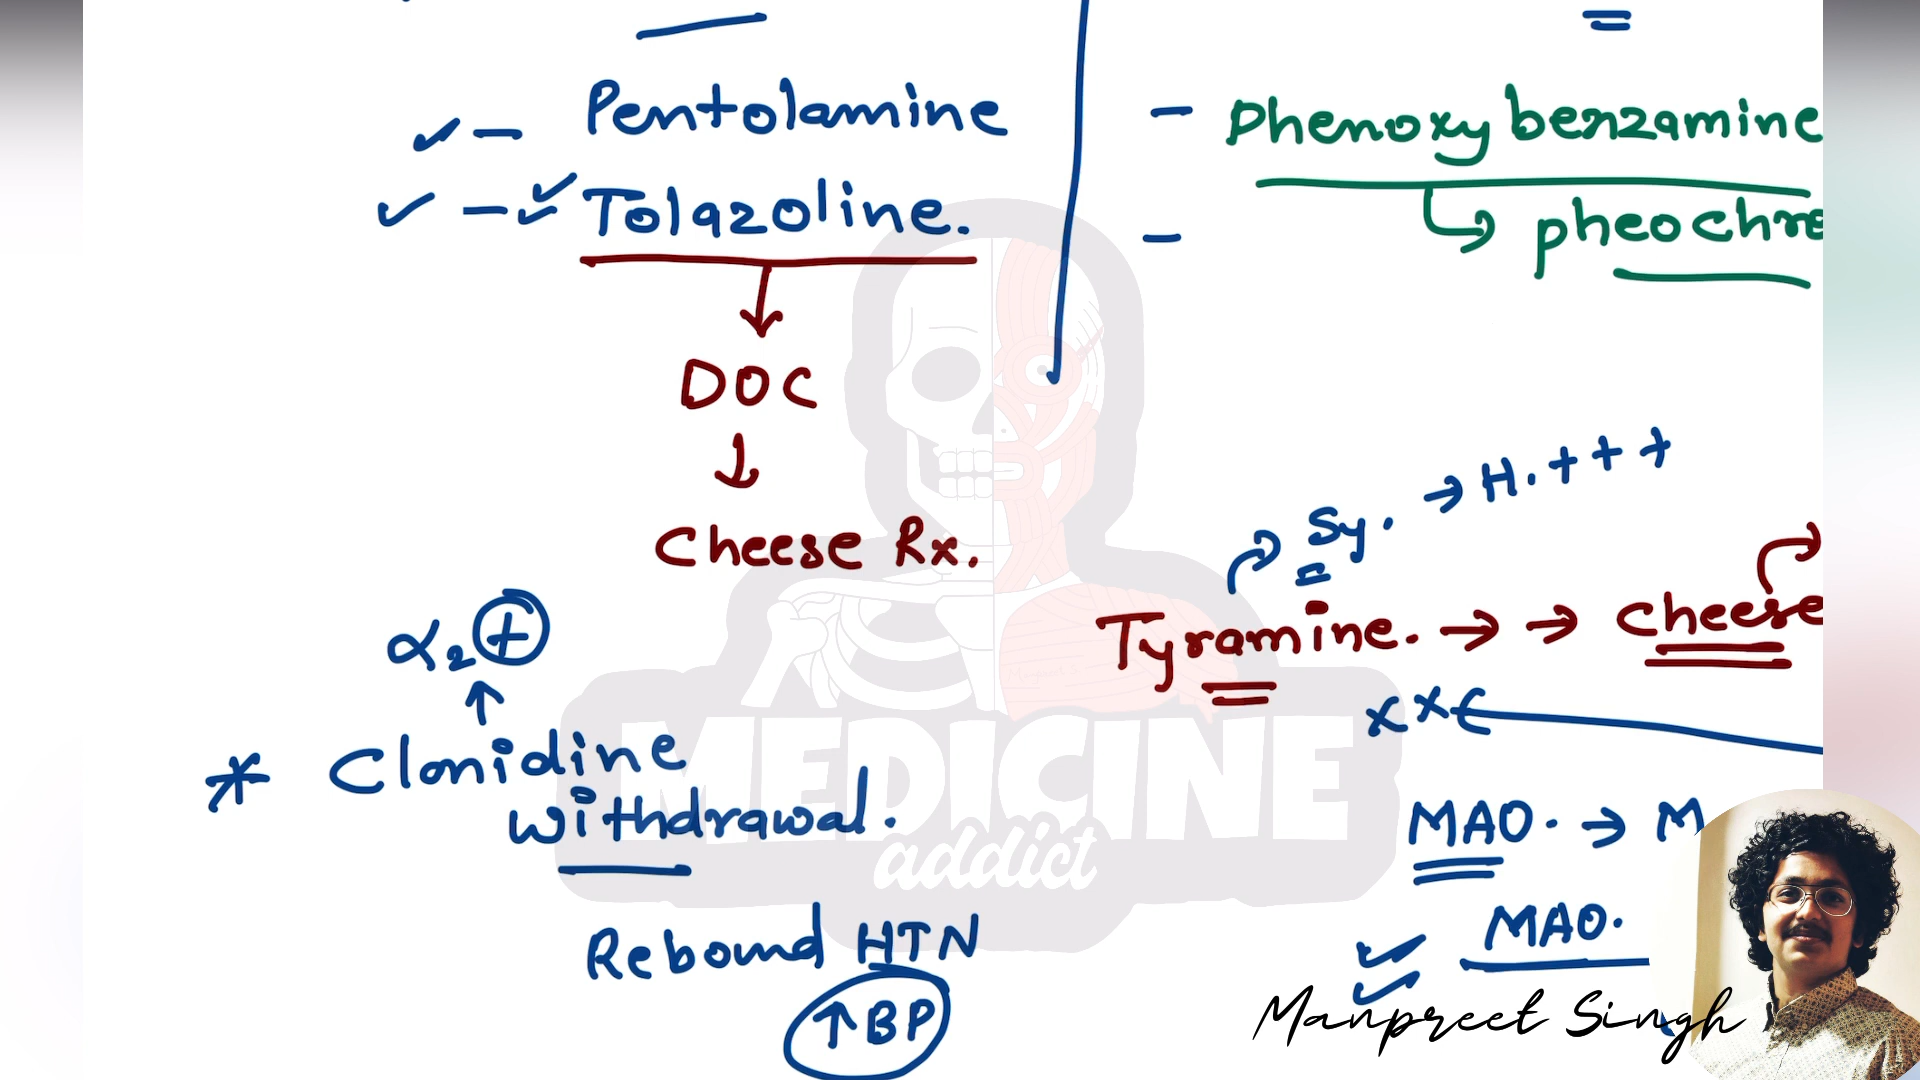 ✓ – Pentolamine
✓ – ✓ Tolazoline.
↓
DOC
↓
Cheese Rx.
– Phenoxybenzamine
↳ pheochro
–
→ Sy. → H. + + +
Tyramine. → → Cheese
x x
MAO. → M
MAO.
α2 (+)
↑
* Clonidine
withdrawal.
Rebound HTN
↑BP
MEDICINE
addict
Manpreet Singh